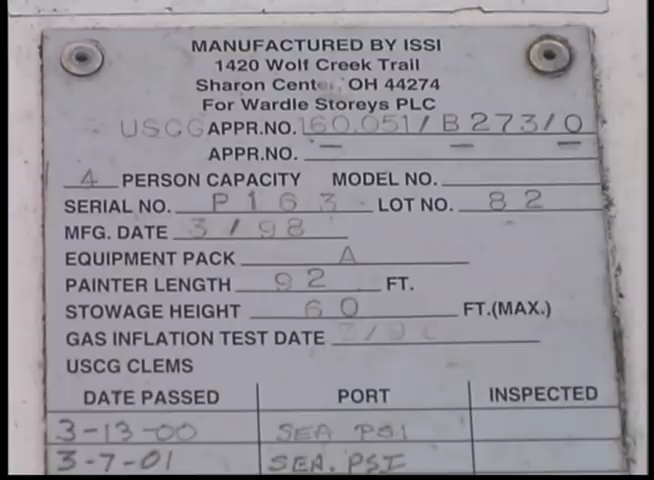 MANUFACTURED BY ISSI
1420 Wolf Creek Trail
Sharon Center, OH 44274
For Wardle Storeys PLC
USCG APPR.NO. 160.051/B273/0
APPR.NO. — — —
4 PERSON CAPACITY MODEL NO.
SERIAL NO. P163 LOT NO. 82
MFG. DATE 3/98
EQUIPMENT PACK A
PAINTER LENGTH 92 FT.
STOWAGE HEIGHT 60 FT.(MAX.)
GAS INFLATION TEST DATE
USCG CLEMS
DATE PASSED PORT INSPECTED
3-13-00 SEA PSI
3-7-01 SEA. PSI